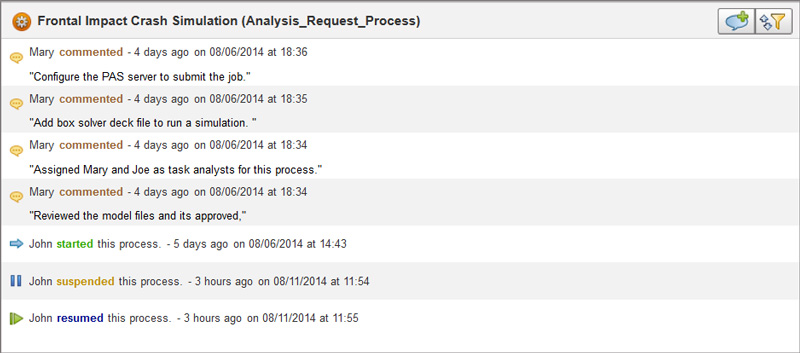 Frontal Impact Crash Simulation (Analysis_Request_Process)
Mary commented - 4 days ago on 08/06/2014 at 18:36
"Configure the PAS server to submit the job."
Mary commented - 4 days ago on 08/06/2014 at 18:35
"Add box solver deck file to run a simulation. "
Mary commented - 4 days ago on 08/06/2014 at 18:34
"Assigned Mary and Joe as task analysts for this process."
Mary commented - 4 days ago on 08/06/2014 at 18:34
"Reviewed the model files and its approved,"
John started this process. - 5 days ago on 08/06/2014 at 14:43
John suspended this process. - 3 hours ago on 08/11/2014 at 11:54
John resumed this process. - 3 hours ago on 08/11/2014 at 11:55